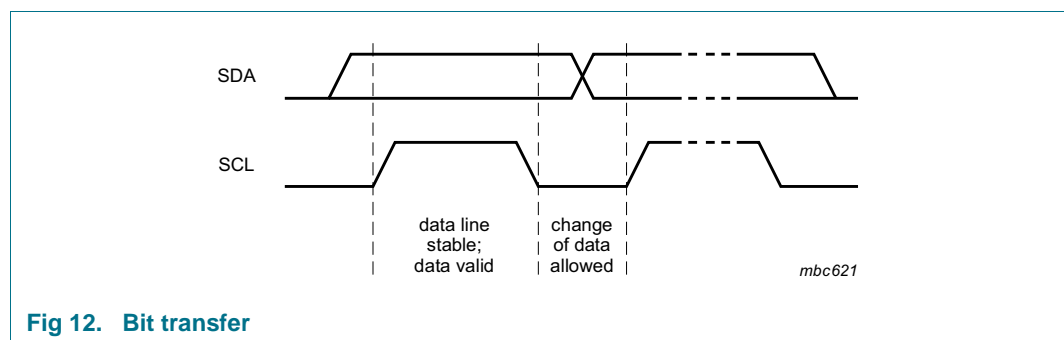 SDA
SCL
data line
stable;
data valid
change
of data
allowed
mbc621
Fig 12. Bit transfer